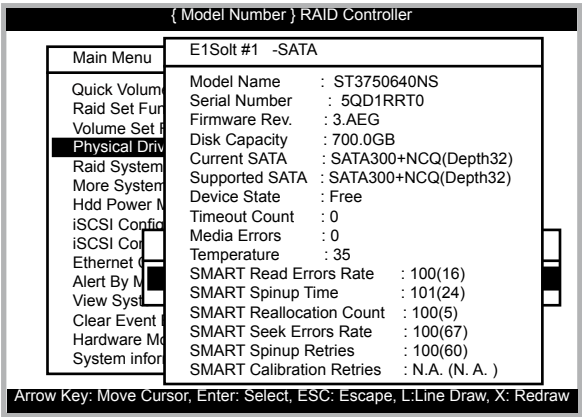 { Model Number } RAID Controller
Main Menu
Quick Volum
Raid Set Fun
Volume Set F
Physical Driv
Raid System
More System
Hdd Power M
iSCSI Config
iSCSI Con
Ethernet C
Alert By M
View Syst
Clear Event
Hardware Mo
System infor
E1Solt #1 -SATA
Model Name : ST3750640NS
Serial Number : 5QD1RRT0
Firmware Rev. : 3.AEG
Disk Capacity : 700.0GB
Current SATA : SATA300+NCQ(Depth32)
Supported SATA : SATA300+NCQ(Depth32)
Device State : Free
Timeout Count : 0
Media Errors : 0
Temperature : 35
SMART Read Errors Rate : 100(16)
SMART Spinup Time : 101(24)
SMART Reallocation Count : 100(5)
SMART Seek Errors Rate : 100(67)
SMART Spinup Retries : 100(60)
SMART Calibration Retries : N.A. (N. A. )
Arrow Key: Move Cursor, Enter: Select, ESC: Escape, L:Line Draw, X: Redraw